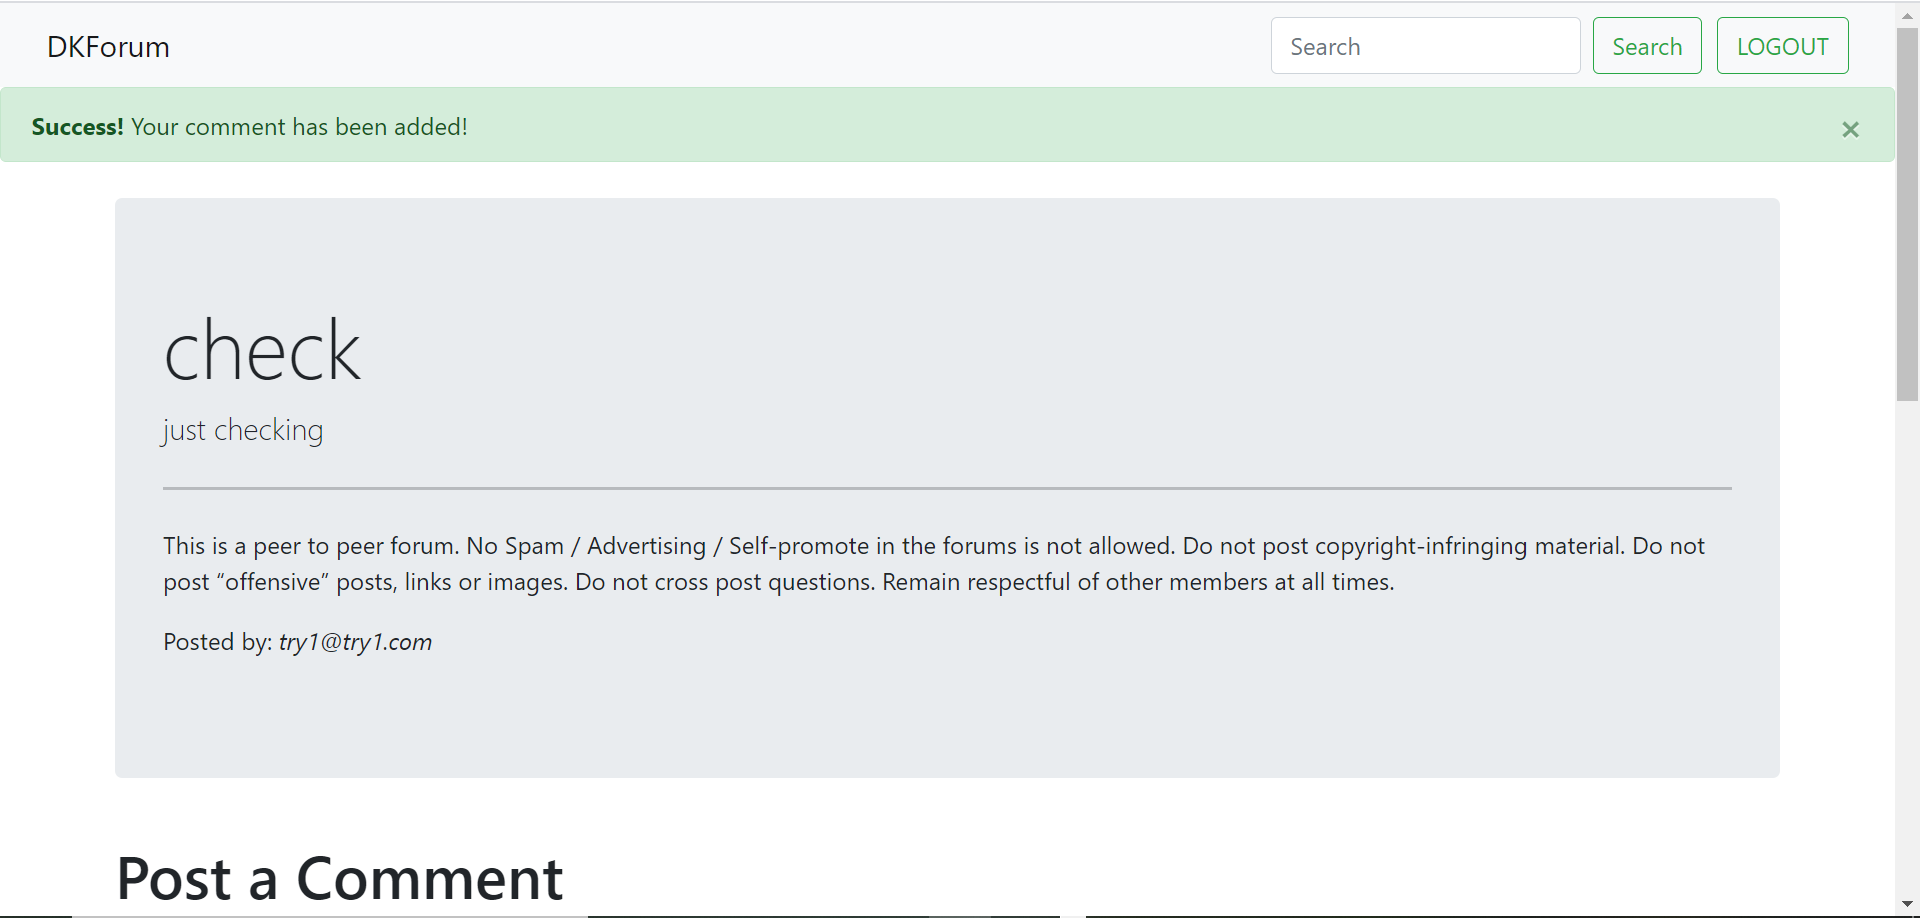 DKForum
Search
Search
LOGOUT
Success! Your comment has been added!
×
check
just checking
This is a peer to peer forum. No Spam / Advertising / Self-promote in the forums is not allowed. Do not post copyright-infringing material. Do not
post “offensive” posts, links or images. Do not cross post questions. Remain respectful of other members at all times.
Posted by: try1@try1.com
Post a Comment